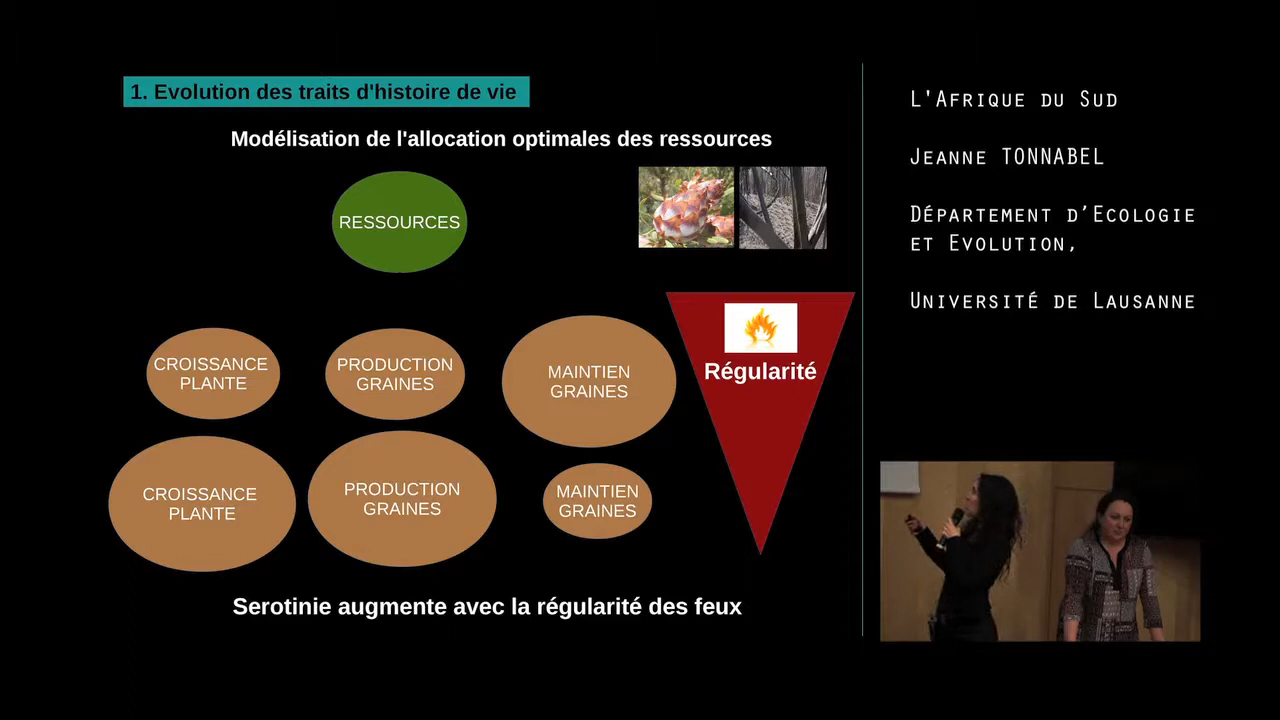 1. Evolution des traits d'histoire de vie
Modélisation de l'allocation optimales des ressources
RESSOURCES
CROISSANCE
PLANTE
PRODUCTION
GRAINES
MAINTIEN
GRAINES
Régularité
CROISSANCE
PLANTE
PRODUCTION
GRAINES
MAINTIEN
GRAINES
Serotinie augmente avec la régularité des feux
L'Afrique du Sud
Jeanne TONNABEL
Département d'Ecologie
et Evolution,
Université de Lausanne